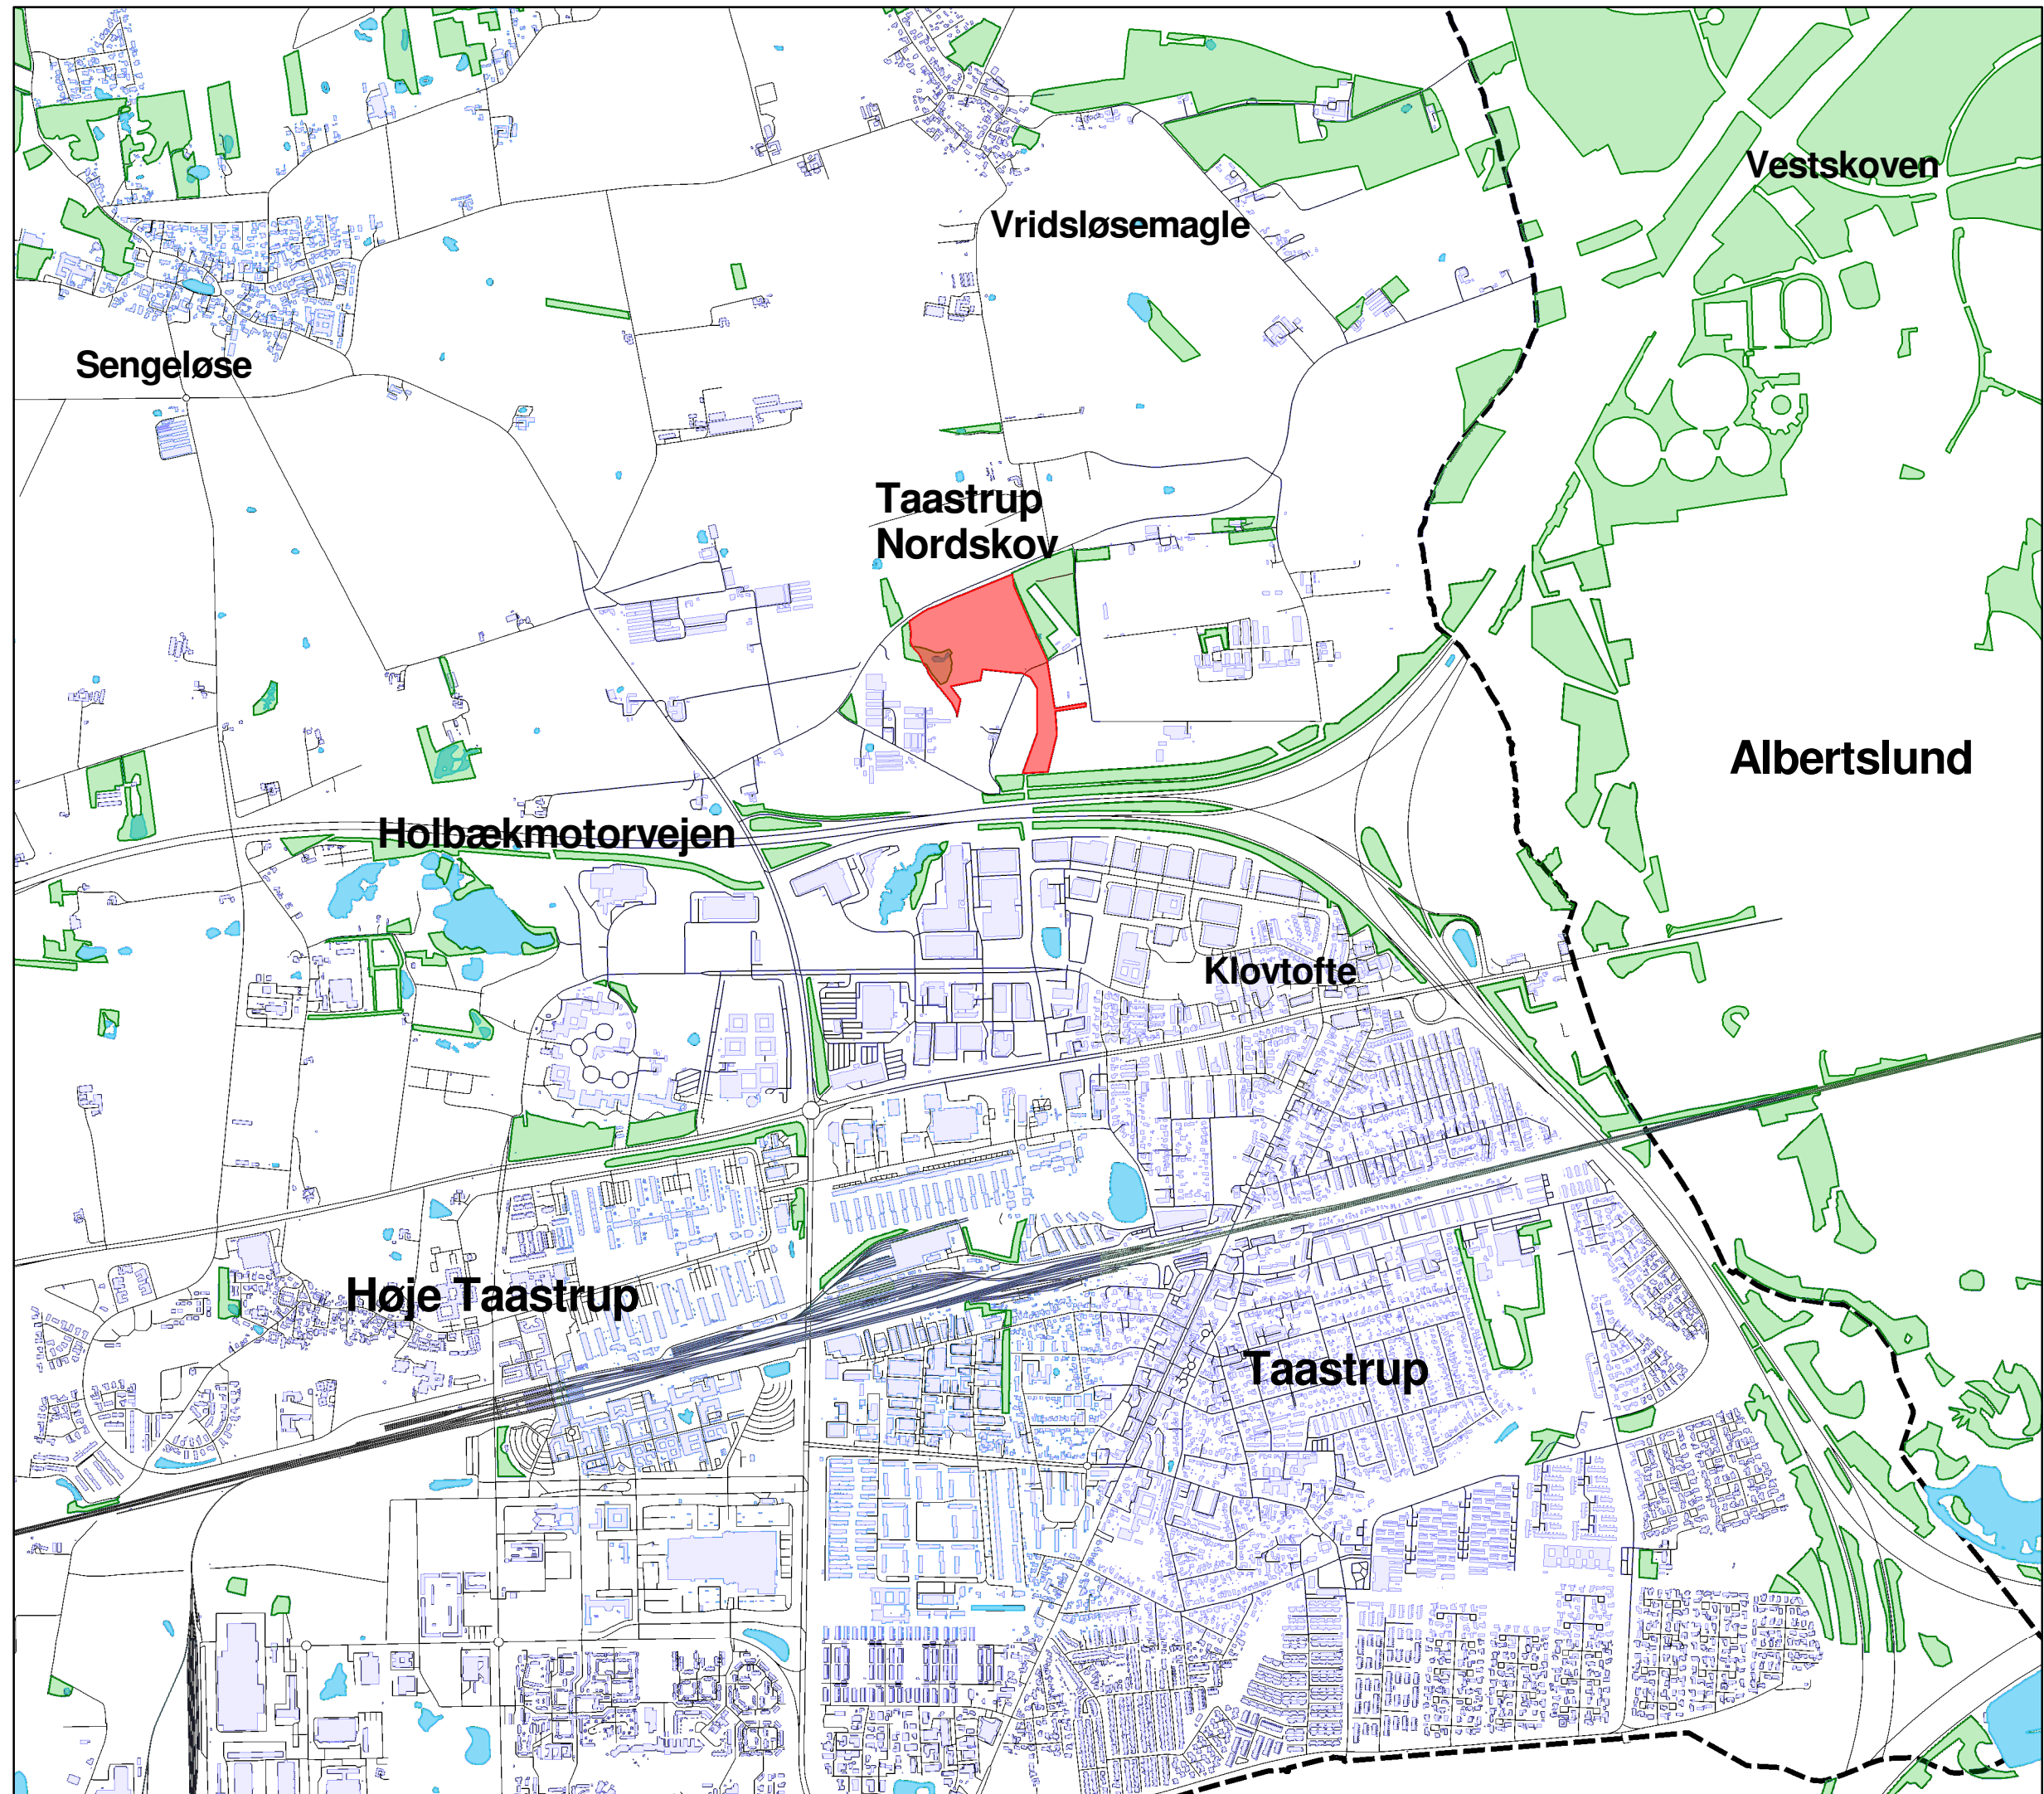 Vestskoven
Vridsløsemagle
Sengeløse
Taastrup
Nordskov
Albertslund
Holbækmotorvejen
Klovtofte
Høje Taastrup
Taastrup